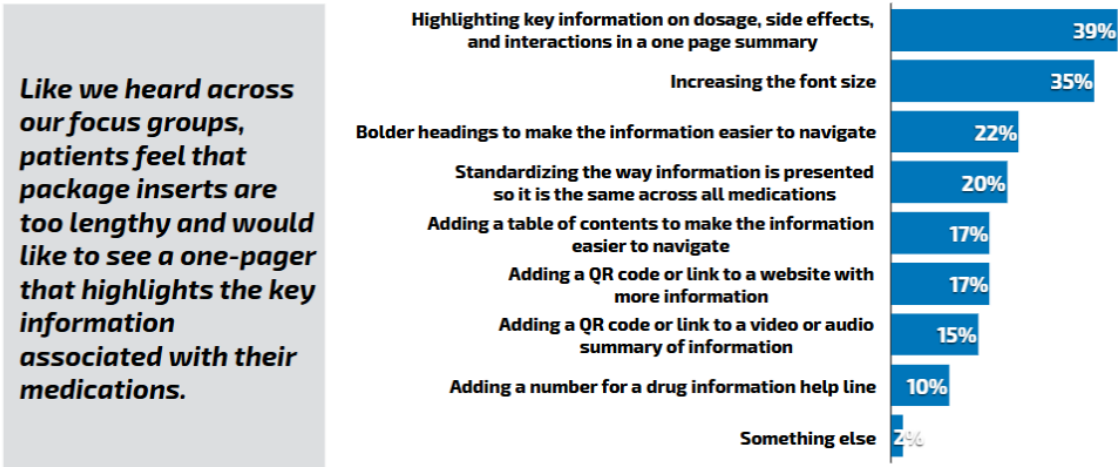 Like we heard across
our focus groups,
patients feel that
package inserts are
too lengthy and would
like to see a one-pager
that highlights the key
information
associated with their
medications.
Highlighting key information on dosage, side effects,
and interactions in a one page summary
39%
Increasing the font size
35%
Bolder headings to make the information easier to navigate
22%
Standardizing the way information is presented
so it is the same across all medications
20%
Adding a table of contents to make the information
easier to navigate
17%
Adding a QR code or link to a website with
more information
17%
Adding a QR code or link to a video or audio
summary of information
15%
Adding a number for a drug information help line
10%
Something else
2%